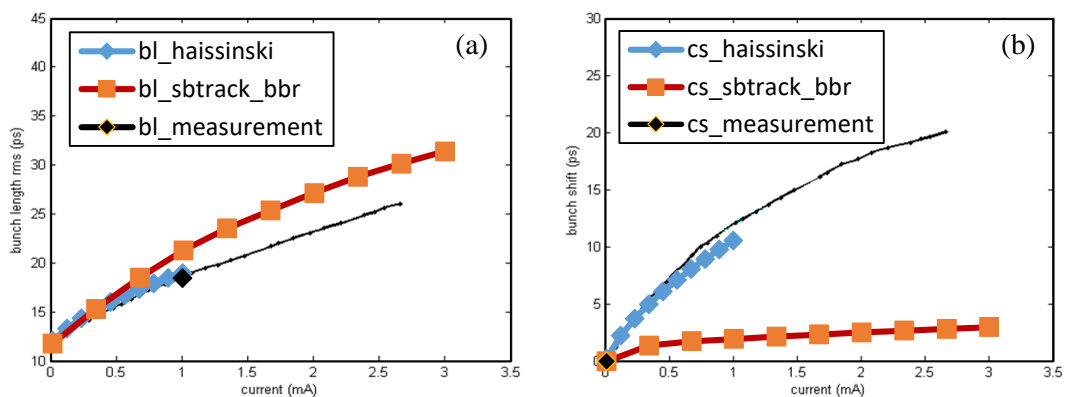 45
40
35
30
25
20
15
10
bunch length rms (ps)
(a)
bl_haissinski
bl_sbtrack_bbr
bl_measurement
0
0.5
1
1.5
2
2.5
3
3.5
current (mA)
30
25
20
15
10
5
0
bunch shift (ps)
(b)
cs_haissinski
cs_sbtrack_bbr
cs_measurement
0
0.5
1
1.5
2
2.5
3
3.5
current (mA)